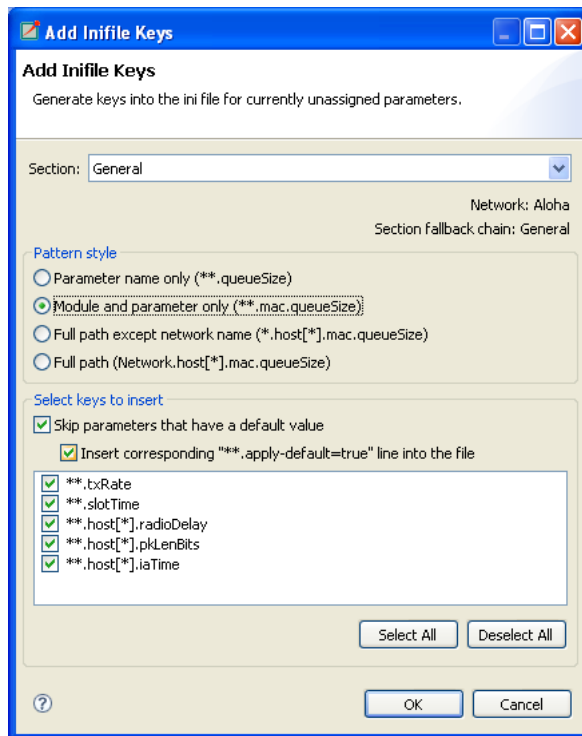 Add Inifile Keys
Add Inifile Keys
Generate keys into the ini file for currently unassigned parameters.
Section: General
Network: Aloha
Section fallback chain: General
Pattern style
Parameter name only (**.queueSize)
Module and parameter only (**.mac.queueSize)
Full path except network name (*.host[*].mac.queueSize)
Full path (Network.host[*].mac.queueSize)
Select keys to insert
Skip parameters that have a default value
Insert corresponding "**.apply-default=true" line into the file
**.txRate
**.slotTime
**.host[*].radioDelay
**.host[*].pkLenBits
**.host[*].iaTime
Select All Deselect All
? OK Cancel